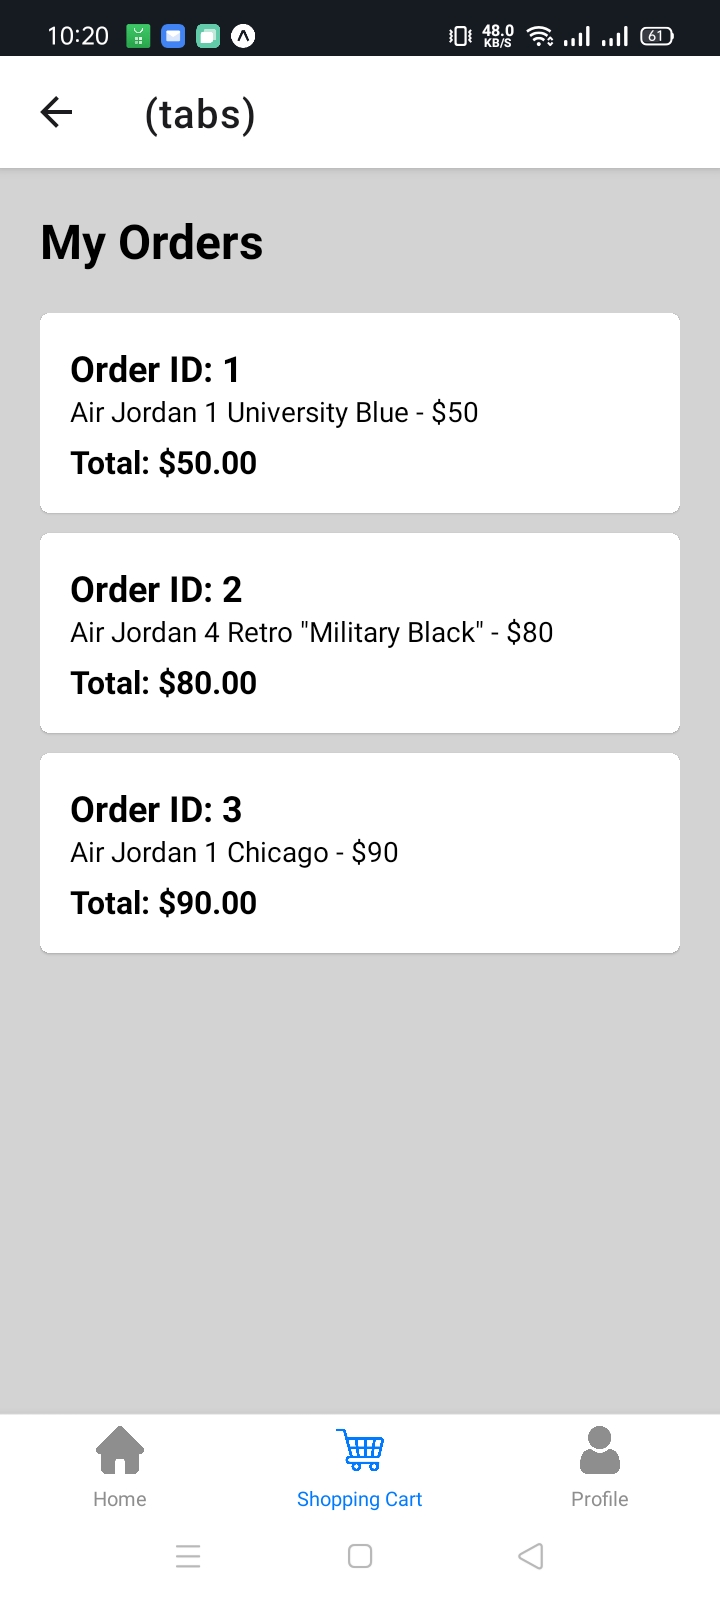 10:20
48.0
KB/S
61
(tabs)
My Orders
Order ID: 1
Air Jordan 1 University Blue - $50
Total: $50.00
Order ID: 2
Air Jordan 4 Retro "Military Black" - $80
Total: $80.00
Order ID: 3
Air Jordan 1 Chicago - $90
Total: $90.00
Home
Shopping Cart
Profile